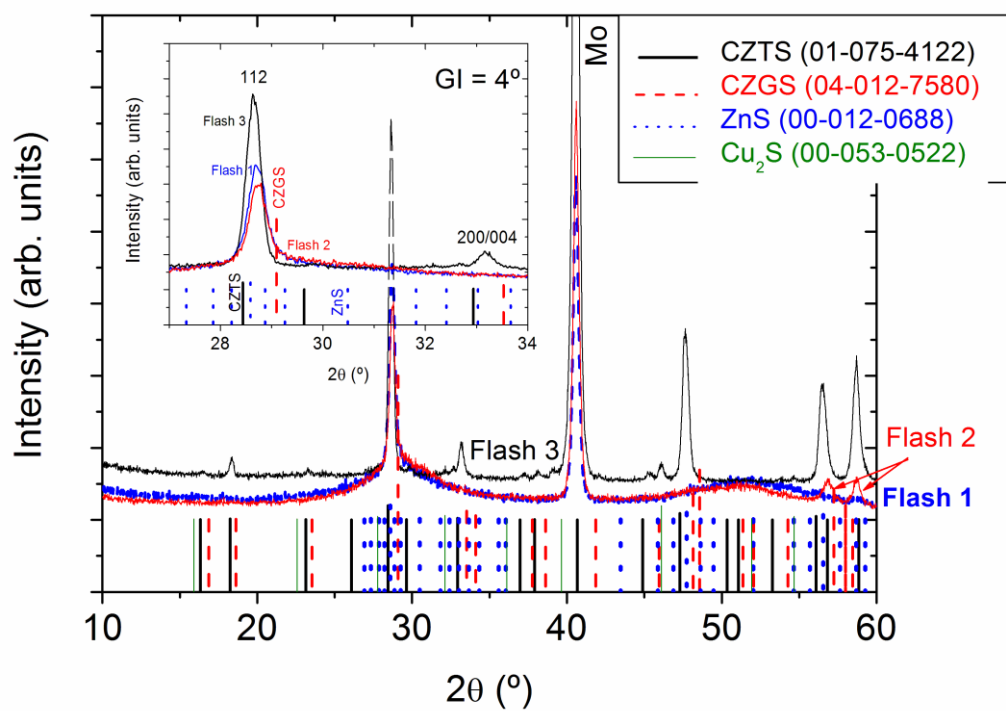 Mo
CZTS (01-075-4122)
CZGS (04-012-7580)
ZnS (00-012-0688)
Cu₂S (00-053-0522)
GI = 4º
112
Flash 3
Flash 1
CZGS
Flash 2
200/004
CZTS
ZnS
Intensity (arb. units)
28 30 32 34
2θ (º)
Flash 3
Flash 2
Flash 1
Intensity (arb. units)
10 20 30 40 50 60
2θ (º)